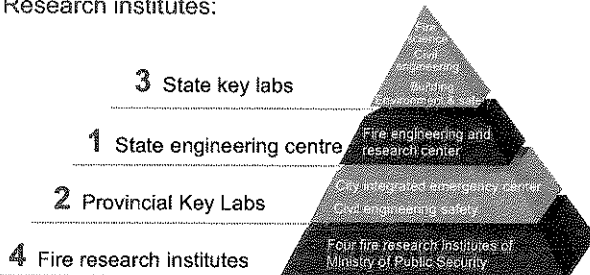 Research institutes:
Fire
science
Civil
engineering
Building
Environment & safety
3 State key labs
1 State engineering centre
Fire engineering and
research center
2 Provincial Key Labs
City integrated emergency center
Civil engineering safety
4 Fire research institutes
Four fire research institutes of
Ministry of Public Security